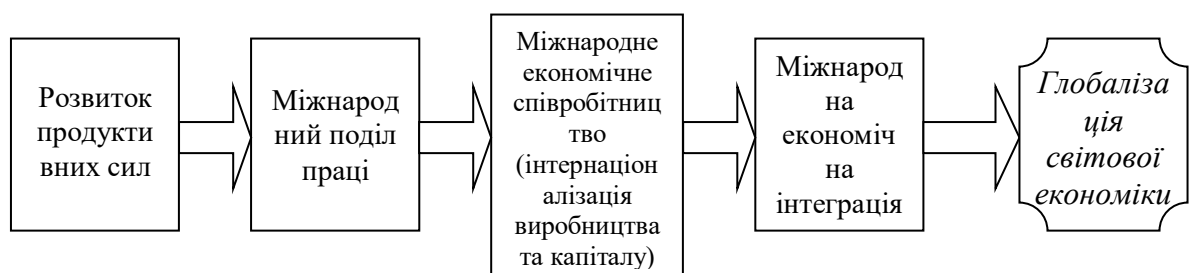 Розвиток
продукти
вних сил
Міжнарод
ний поділ
праці
Міжнародне
економічне
співробітниц
тво
(інтернаціон
алізація
виробництва
та капіталу)
Міжнарод
на
економіч
на
інтеграція
Глобаліза
ція
світової
економіки